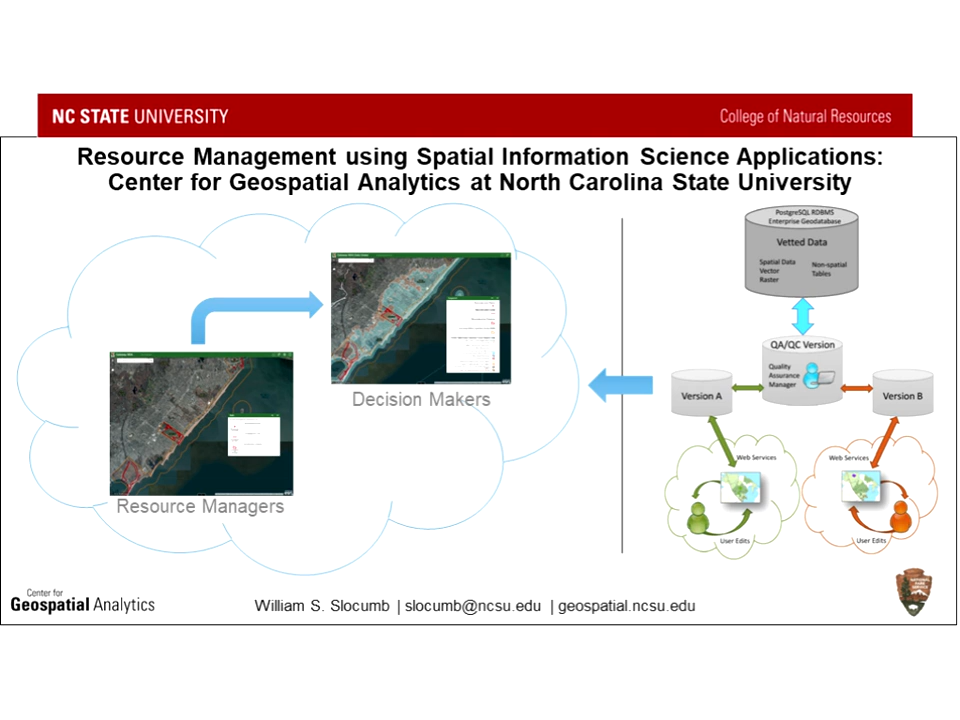 NC STATE UNIVERSITY
College of Natural Resources
Resource Management using Spatial Information Science Applications:
Center for Geospatial Analytics at North Carolina State University
PostgreSQL RDBMS
Enterprise Geodatabase
Vetted Data
Spatial Data
Vector
Raster
Non-spatial
Tables
QA/QC Version
Quality
Assurance
Manager
Version A
Version B
Decision Makers
Resource Managers
Web Services
User Edits
Web Services
User Edits
Center for
Geospatial Analytics
William S. Slocumb | slocumb@ncsu.edu | geospatial.ncsu.edu
NATIONAL
PARK
SERVICE